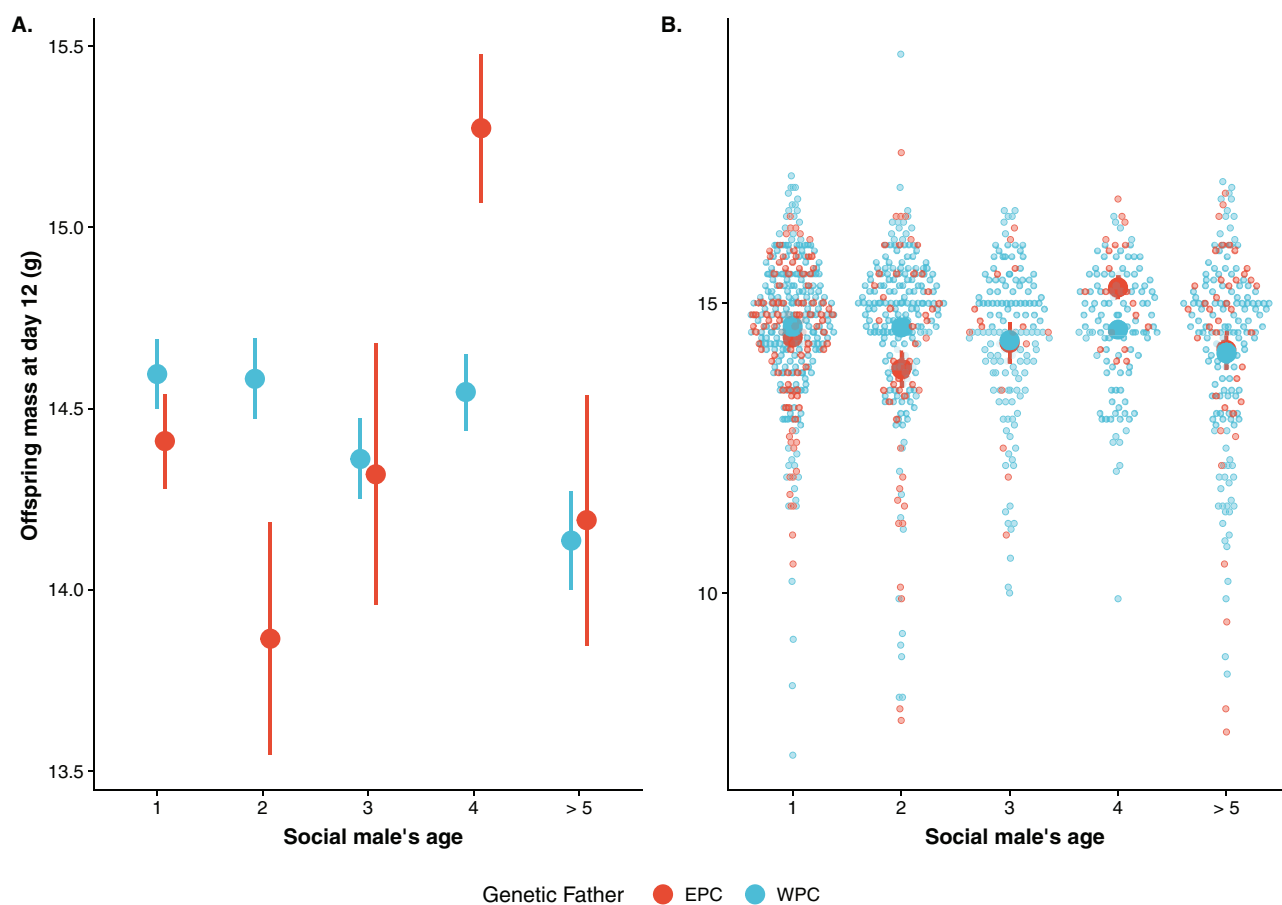 A.
B.
Offspring mass at day 12 (g)
15.5
15.0
14.5
14.0
13.5
1 2 3 4 > 5
Social male's age
15
10
1 2 3 4 > 5
Social male's age
Genetic Father EPC WPC